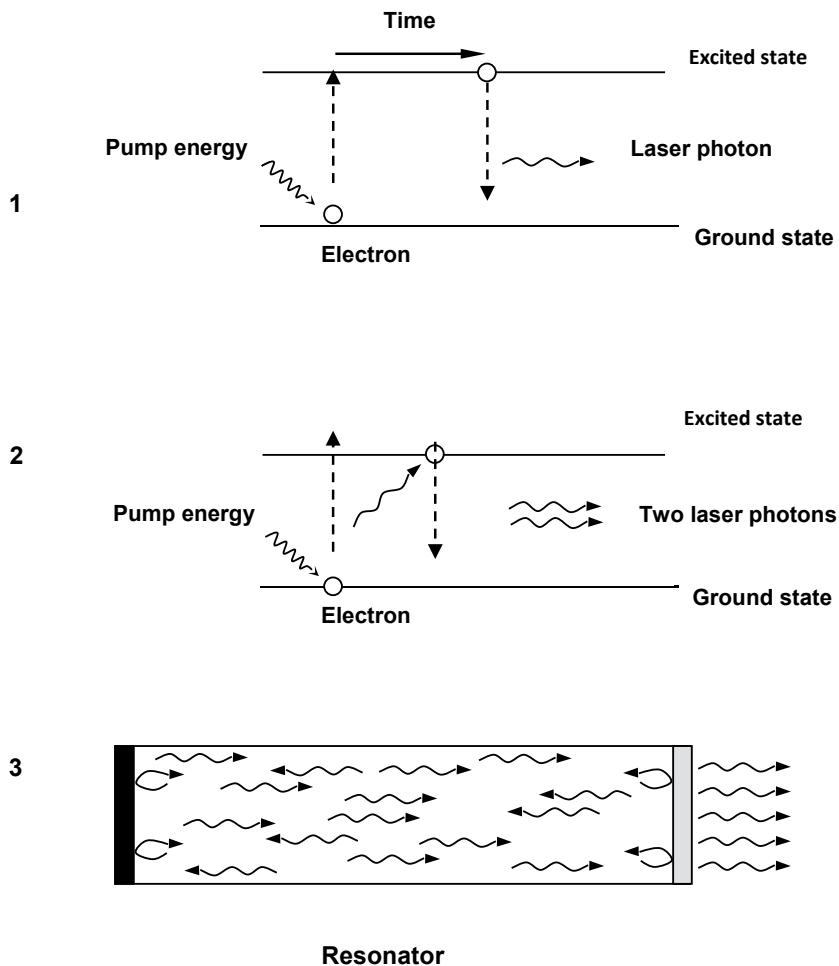 Time
Excited state
Pump energy
Laser photon
1
Ground state
Electron
Excited state
2
Pump energy
Two laser photons
Ground state
Electron
3
Resonator